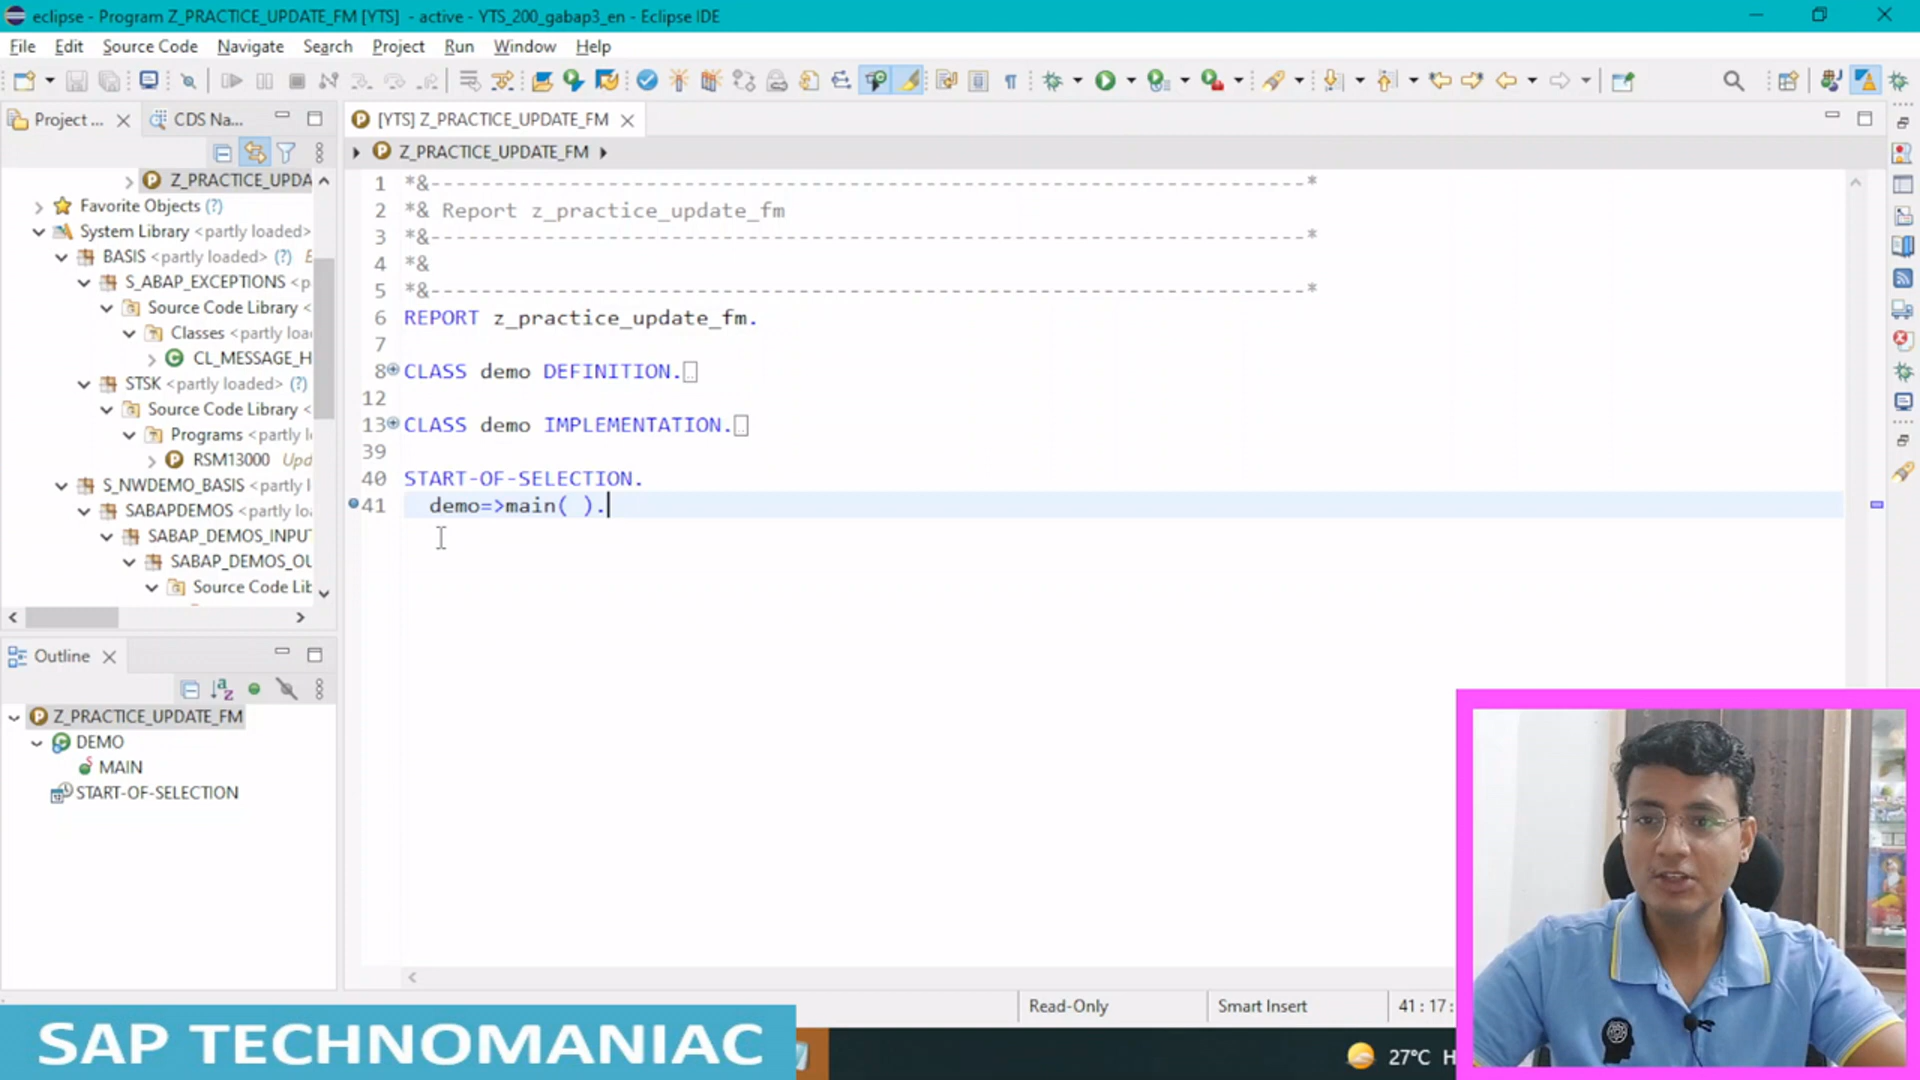 eclipse - Program Z_PRACTICE_UPDATE_FM [YTS] - active - YTS_200_gabap3_en - Eclipse IDE
File Edit Source Code Navigate Search Project Run Window Help
Project ... CDS Na...
[YTS] Z_PRACTICE_UPDATE_FM
Z_PRACTICE_UPDATE_FM
Z_PRACTICE_UPDA
Favorite Objects (?)
System Library <partly loaded>
BASIS <partly loaded> (?)
S_ABAP_EXCEPTIONS <p
Source Code Library <
Classes <partly loa
CL_MESSAGE_H
STSK <partly loaded> (?)
Source Code Library <
Programs <partly l
RSM13000 Upd
S_NWDEMO_BASIS <partly
SABAPDEMOS <partly load
SABAP_DEMOS_INPU
SABAP_DEMOS_OU
Source Code Lib
1 *&---------------------------------------------------------------------*
2 *& Report z_practice_update_fm
3 *&---------------------------------------------------------------------*
4 *&
5 *&---------------------------------------------------------------------*
6 REPORT z_practice_update_fm.
7
8 CLASS demo DEFINITION.
12
13 CLASS demo IMPLEMENTATION.
39
40 START-OF-SELECTION.
41 demo=>main( ).
Outline
Z_PRACTICE_UPDATE_FM
DEMO
MAIN
START-OF-SELECTION
Read-Only Smart Insert 41 : 17 :
SAP TECHNOMANIAC
27°C H